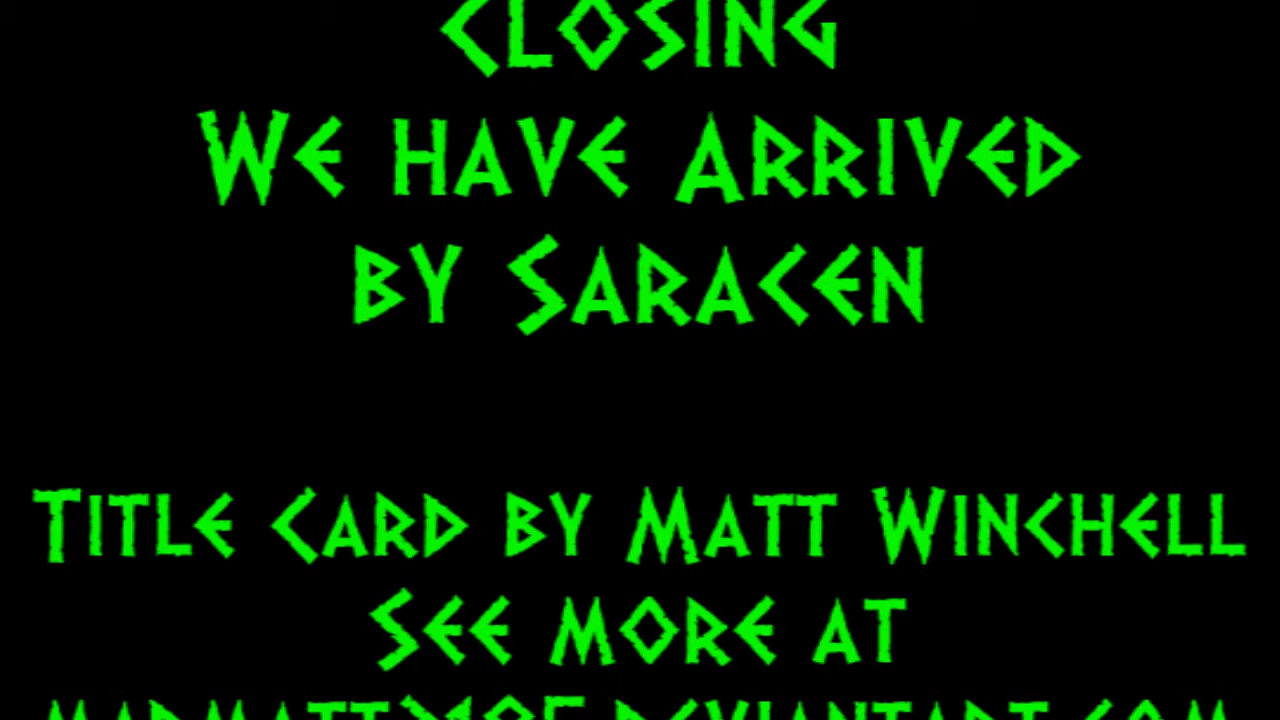 Closing
We have Arrived
by Saracen
Title Card by Matt Winchell
See more at